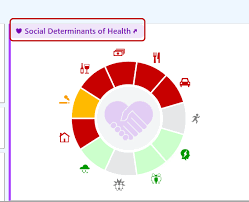 Social Determinants of Health